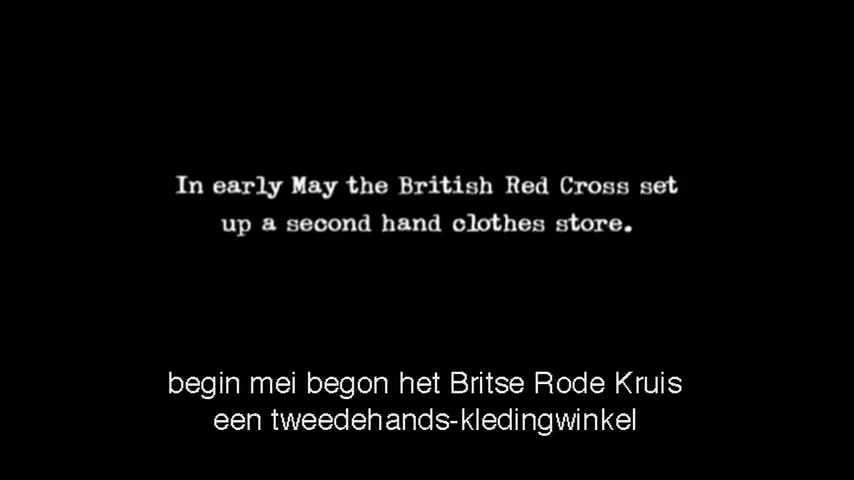 In early May the British Red Cross set
up a second hand clothes store.
begin mei begon het Britse Rode Kruis
een tweedehands-kledingwinkel